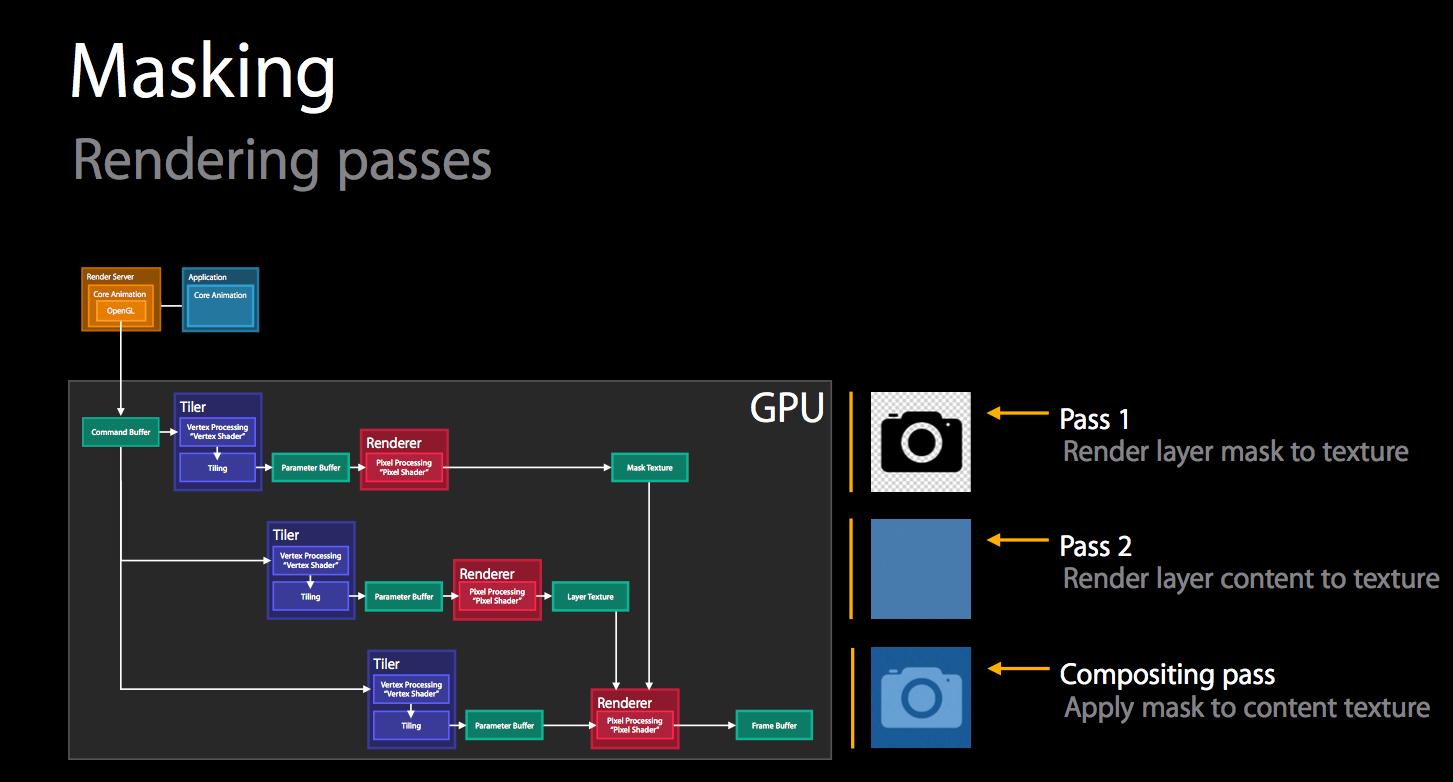 Masking
Rendering passes
Render Server
Core Animation
OpenGL
Application
Core Animation
GPU
Command Buffer
Tiler
Vertex Processing
“Vertex Shader”
Tiling
Parameter Buffer
Renderer
Pixel Processing
“Pixel Shader”
Mask Texture
Tiler
Vertex Processing
“Vertex Shader”
Tiling
Parameter Buffer
Renderer
Pixel Processing
“Pixel Shader”
Layer Texture
Tiler
Vertex Processing
“Vertex Shader”
Tiling
Parameter Buffer
Renderer
Pixel Processing
“Pixel Shader”
Frame Buffer
Pass 1
Render layer mask to texture
Pass 2
Render layer content to texture
Compositing pass
Apply mask to content texture